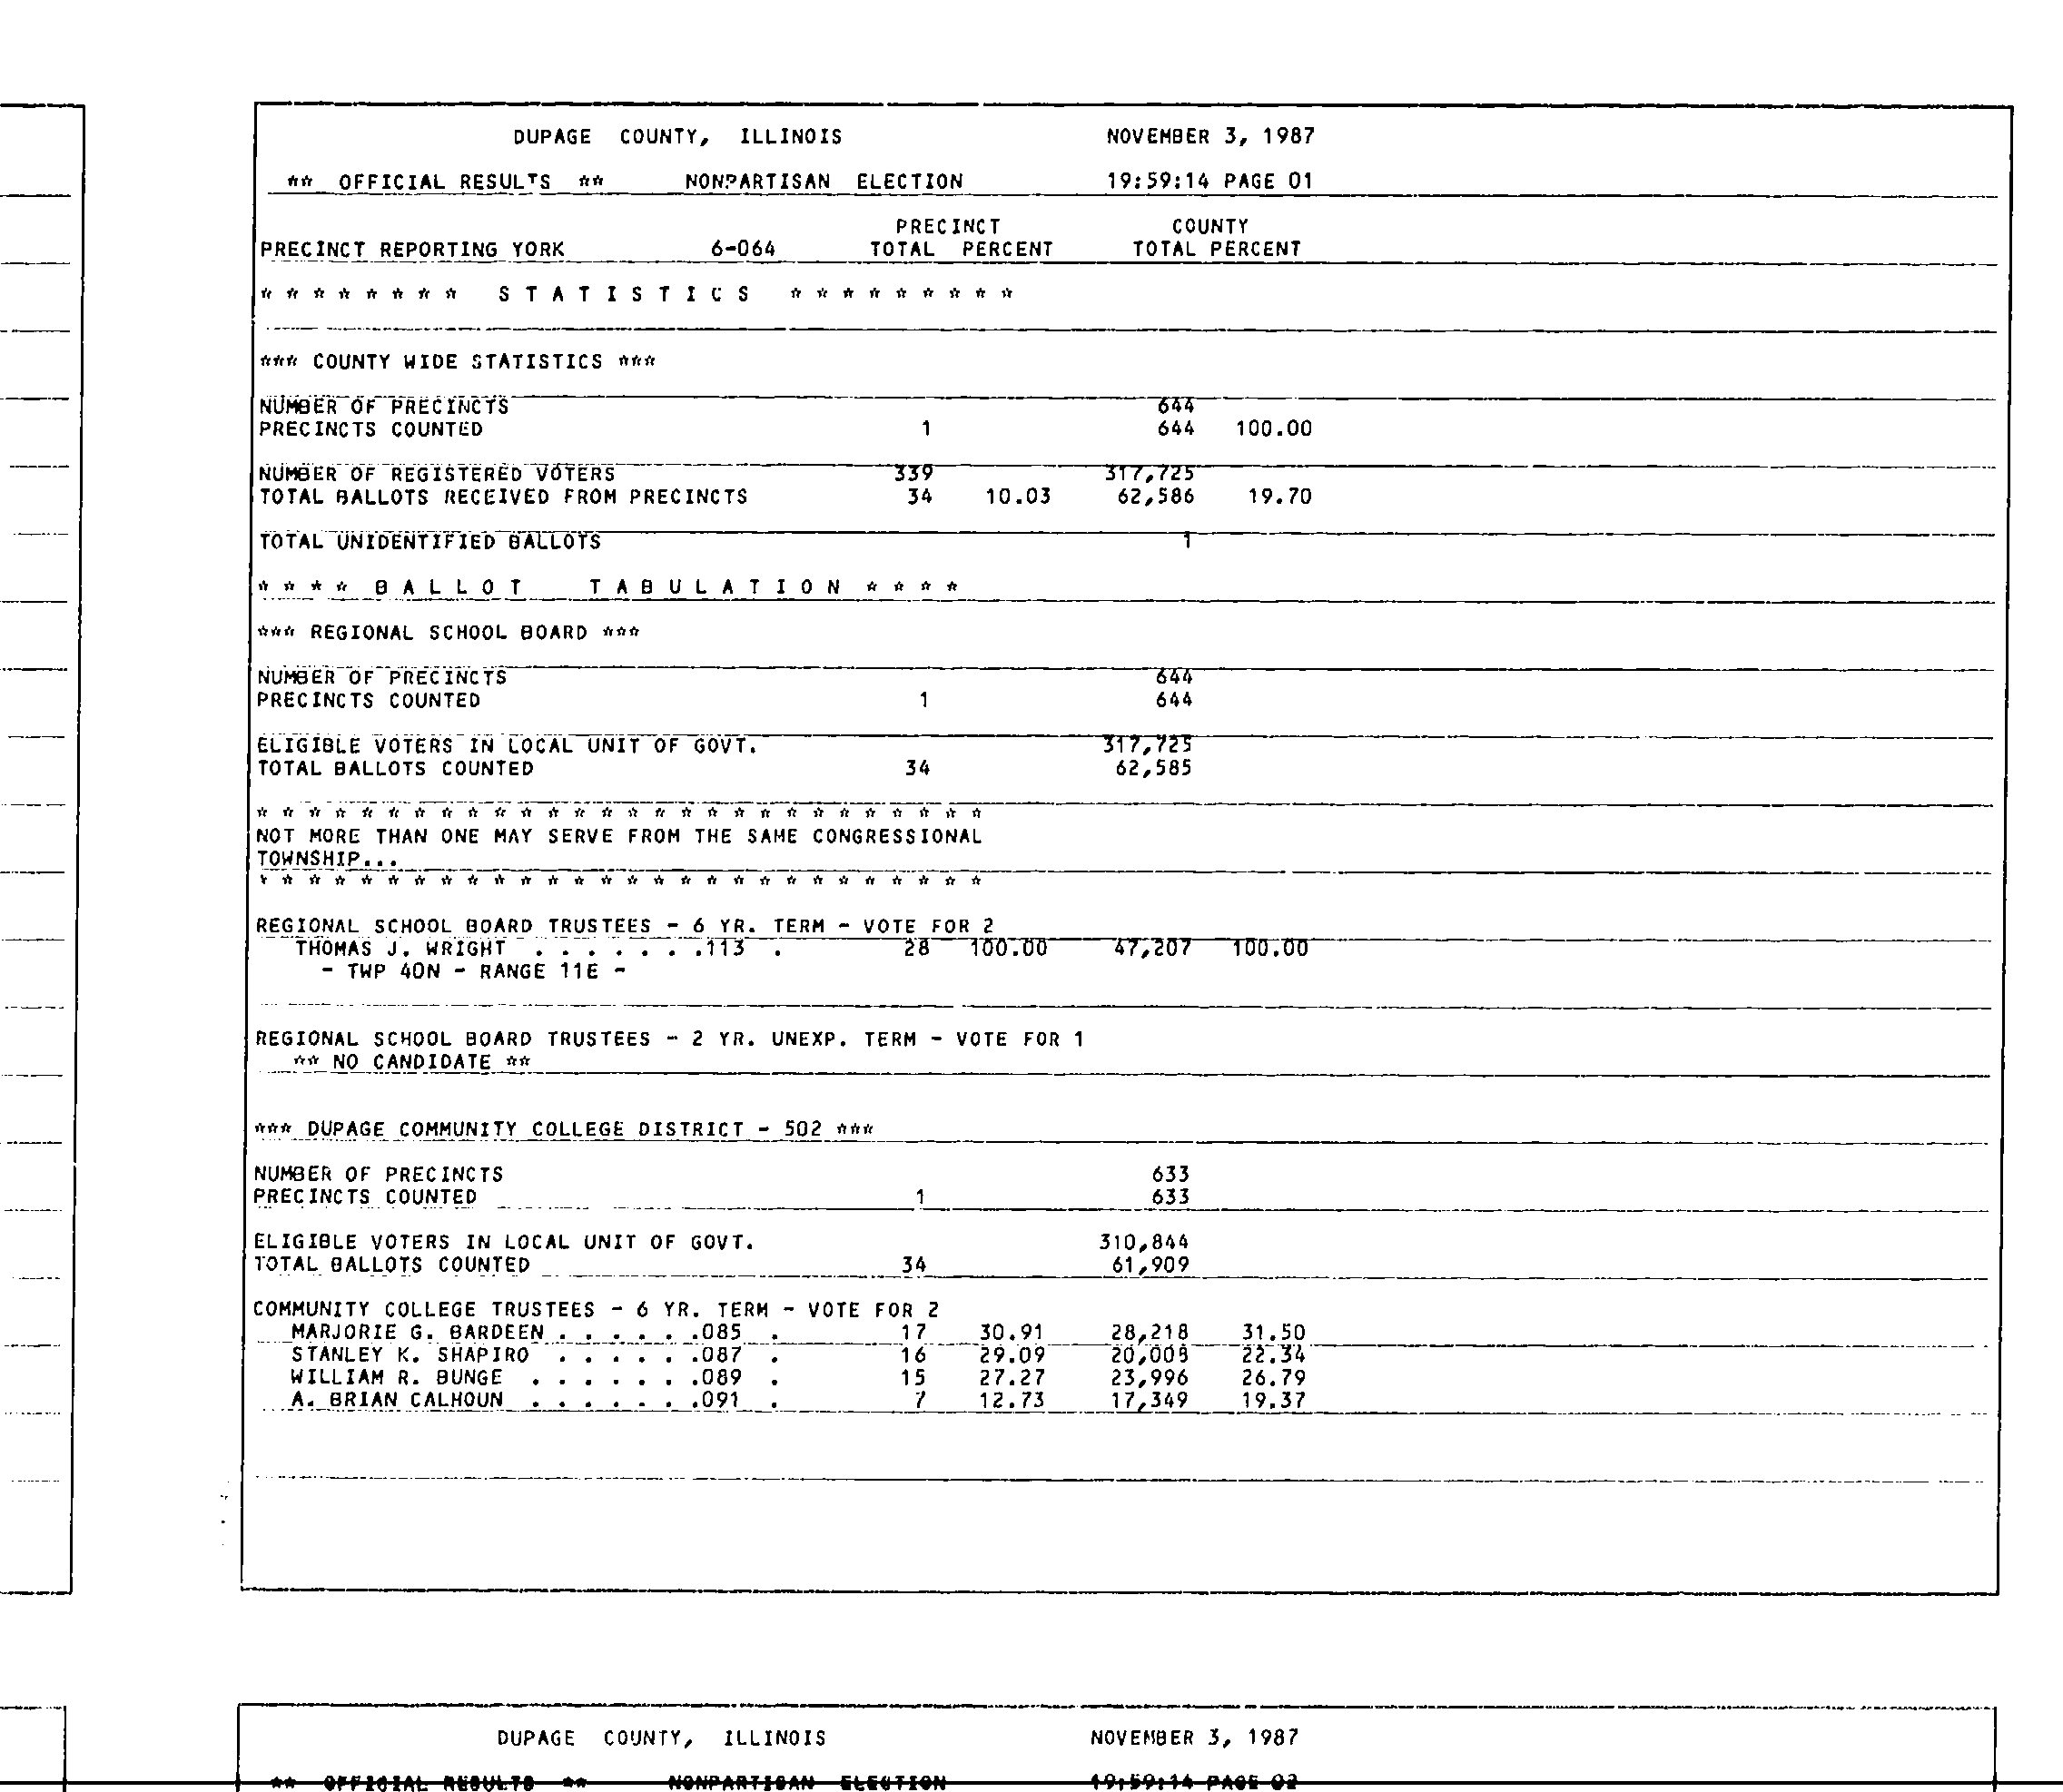 DUPAGE COUNTY, ILLINOIS NOVEMBER 3, 1987
** OFFICIAL RESULTS ** NONPARTISAN ELECTION 19:59:14 PAGE 01
PRECINCT COUNTY
PRECINCT REPORTING YORK 6-064 TOTAL PERCENT TOTAL PERCENT
* * * * * * * * S T A T I S T I C S * * * * * * * * *
*** COUNTY WIDE STATISTICS ***
NUMBER OF PRECINCTS 644
PRECINCTS COUNTED 1 644 100.00
NUMBER OF REGISTERED VOTERS 339 317,725
TOTAL BALLOTS RECEIVED FROM PRECINCTS 34 10.03 62,586 19.70
TOTAL UNIDENTIFIED BALLOTS 1
* * * * B A L L O T T A B U L A T I O N * * * *
*** REGIONAL SCHOOL BOARD ***
NUMBER OF PRECINCTS 644
PRECINCTS COUNTED 1 644
ELIGIBLE VOTERS IN LOCAL UNIT OF GOVT. 317,725
TOTAL BALLOTS COUNTED 34 62,585
* * * * * * * * * * * * * * * * * * * * * * * * * * * *
NOT MORE THAN ONE MAY SERVE FROM THE SAME CONGRESSIONAL
TOWNSHIP...
* * * * * * * * * * * * * * * * * * * * * * * * * * * *
REGIONAL SCHOOL BOARD TRUSTEES - 6 YR. TERM - VOTE FOR 2
THOMAS J. WRIGHT . . . . . . .113 . 28 100.00 47,207 100.00
- TWP 40N - RANGE 11E -
REGIONAL SCHOOL BOARD TRUSTEES - 2 YR. UNEXP. TERM - VOTE FOR 1
** NO CANDIDATE **
*** DUPAGE COMMUNITY COLLEGE DISTRICT - 502 ***
NUMBER OF PRECINCTS 633
PRECINCTS COUNTED 1 633
ELIGIBLE VOTERS IN LOCAL UNIT OF GOVT. 310,844
TOTAL BALLOTS COUNTED 34 61,909
COMMUNITY COLLEGE TRUSTEES - 6 YR. TERM - VOTE FOR 2
MARJORIE G. BARDEEN . . . . . .085 . 17 30.91 28,218 31.50
STANLEY K. SHAPIRO . . . . . .087 . 16 29.09 20,009 22.34
WILLIAM R. BUNGE . . . . . . .089 . 15 27.27 23,996 26.79
A. BRIAN CALHOUN . . . . . . .091 . 7 12.73 17,349 19.37
DUPAGE COUNTY, ILLINOIS NOVEMBER 3, 1987
** OFFICIAL RESULTS ** NONPARTISAN ELECTION 19:59:14 PAGE 02